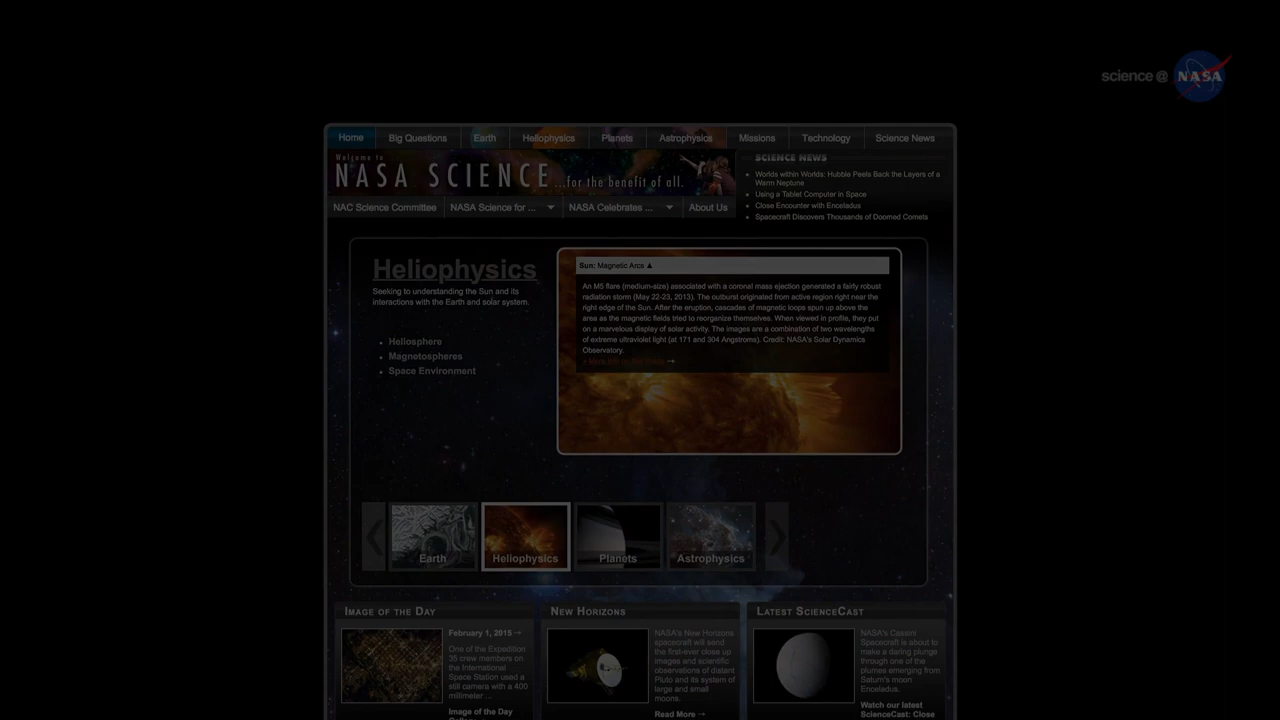 science @ NASA
Home Big Questions Earth Heliophysics Planets Astrophysics Missions Technology Science News
Welcome to
NASA SCIENCE ...for the benefit of all.
NAC Science Committee NASA Science for ... NASA Celebrates ... About Us
SCIENCE NEWS
Worlds within Worlds: Hubble Peels Back the Layers of a
Warm Neptune
Using a Tablet Computer in Space
Close Encounter with Enceladus
Spacecraft Discovers Thousands of Doomed Comets
Heliophysics
Seeking to understanding the Sun and its
interactions with the Earth and solar system.
Heliosphere
Magnetospheres
Space Environment
Sun: Magnetic Arcs ▲
An M5 flare (medium-size) associated with a coronal mass ejection generated a fairly robust
radiation storm (May 22-23, 2013). The outburst originated from active region right near the
right edge of the Sun. After the eruption, cascades of magnetic loops spun up above the
area as the magnetic fields tried to reorganize themselves. When viewed in profile, they put
on a marvelous display of solar activity. The images are a combination of two wavelengths
of extreme ultraviolet light (at 171 and 304 Angstroms). Credit: NASA's Solar Dynamics
Observatory.
Earth Heliophysics Planets Astrophysics
IMAGE OF THE DAY
February 1, 2015 →
One of the Expedition
35 crew members on
the International
Space Station used a
still camera with a 400
millimeter ...
Image of the Day
NEW HORIZONS
NASA's New Horizons
spacecraft will send
the first-ever close up
images and scientific
observations of distant
Pluto and its system of
large and small
moons.
Read More →
LATEST SCIENCECAST
NASA's Cassini
Spacecraft is about to
make a daring plunge
through one of the
plumes emerging from
Saturn's moon
Enceladus.
Watch our latest
ScienceCast: Close